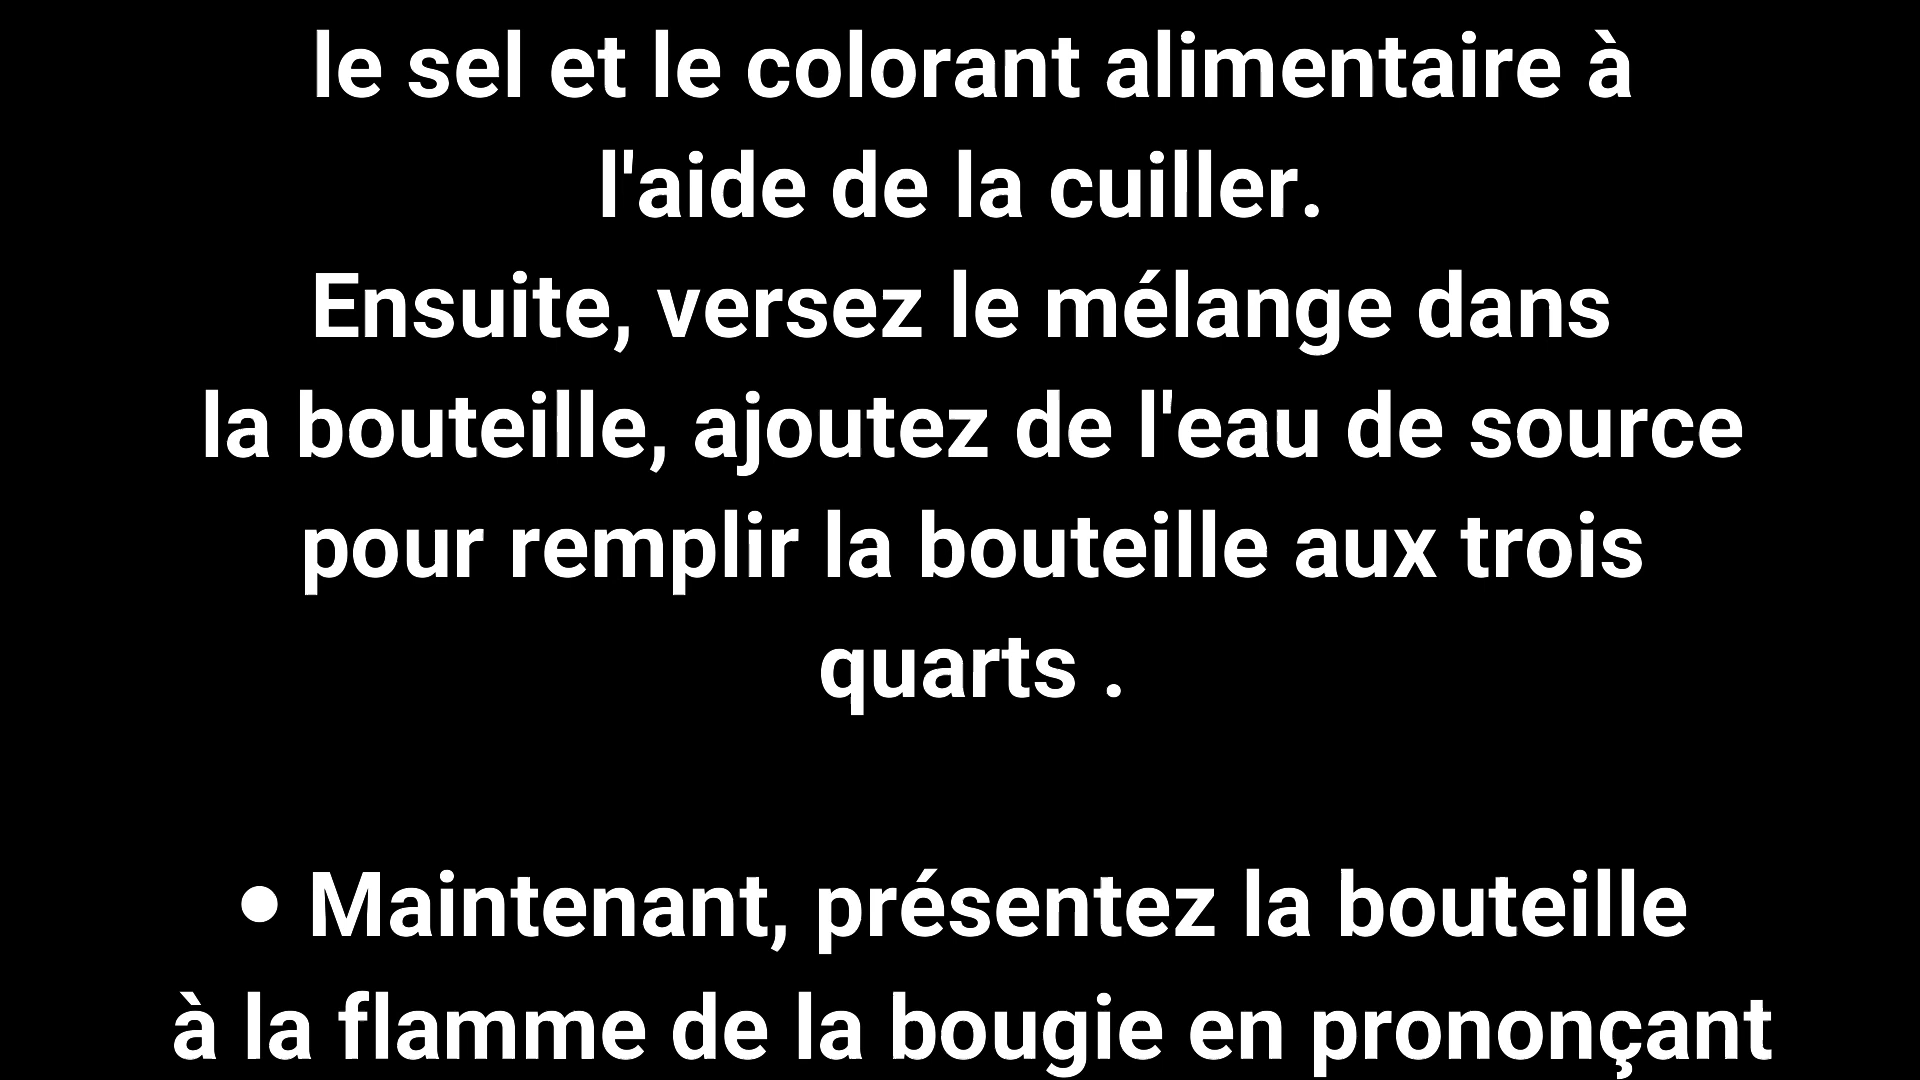 le sel et le colorant alimentaire à
l'aide de la cuiller.
Ensuite, versez le mélange dans
la bouteille, ajoutez de l'eau de source
pour remplir la bouteille aux trois
quarts .
• Maintenant, présentez la bouteille
à la flamme de la bougie en prononçant